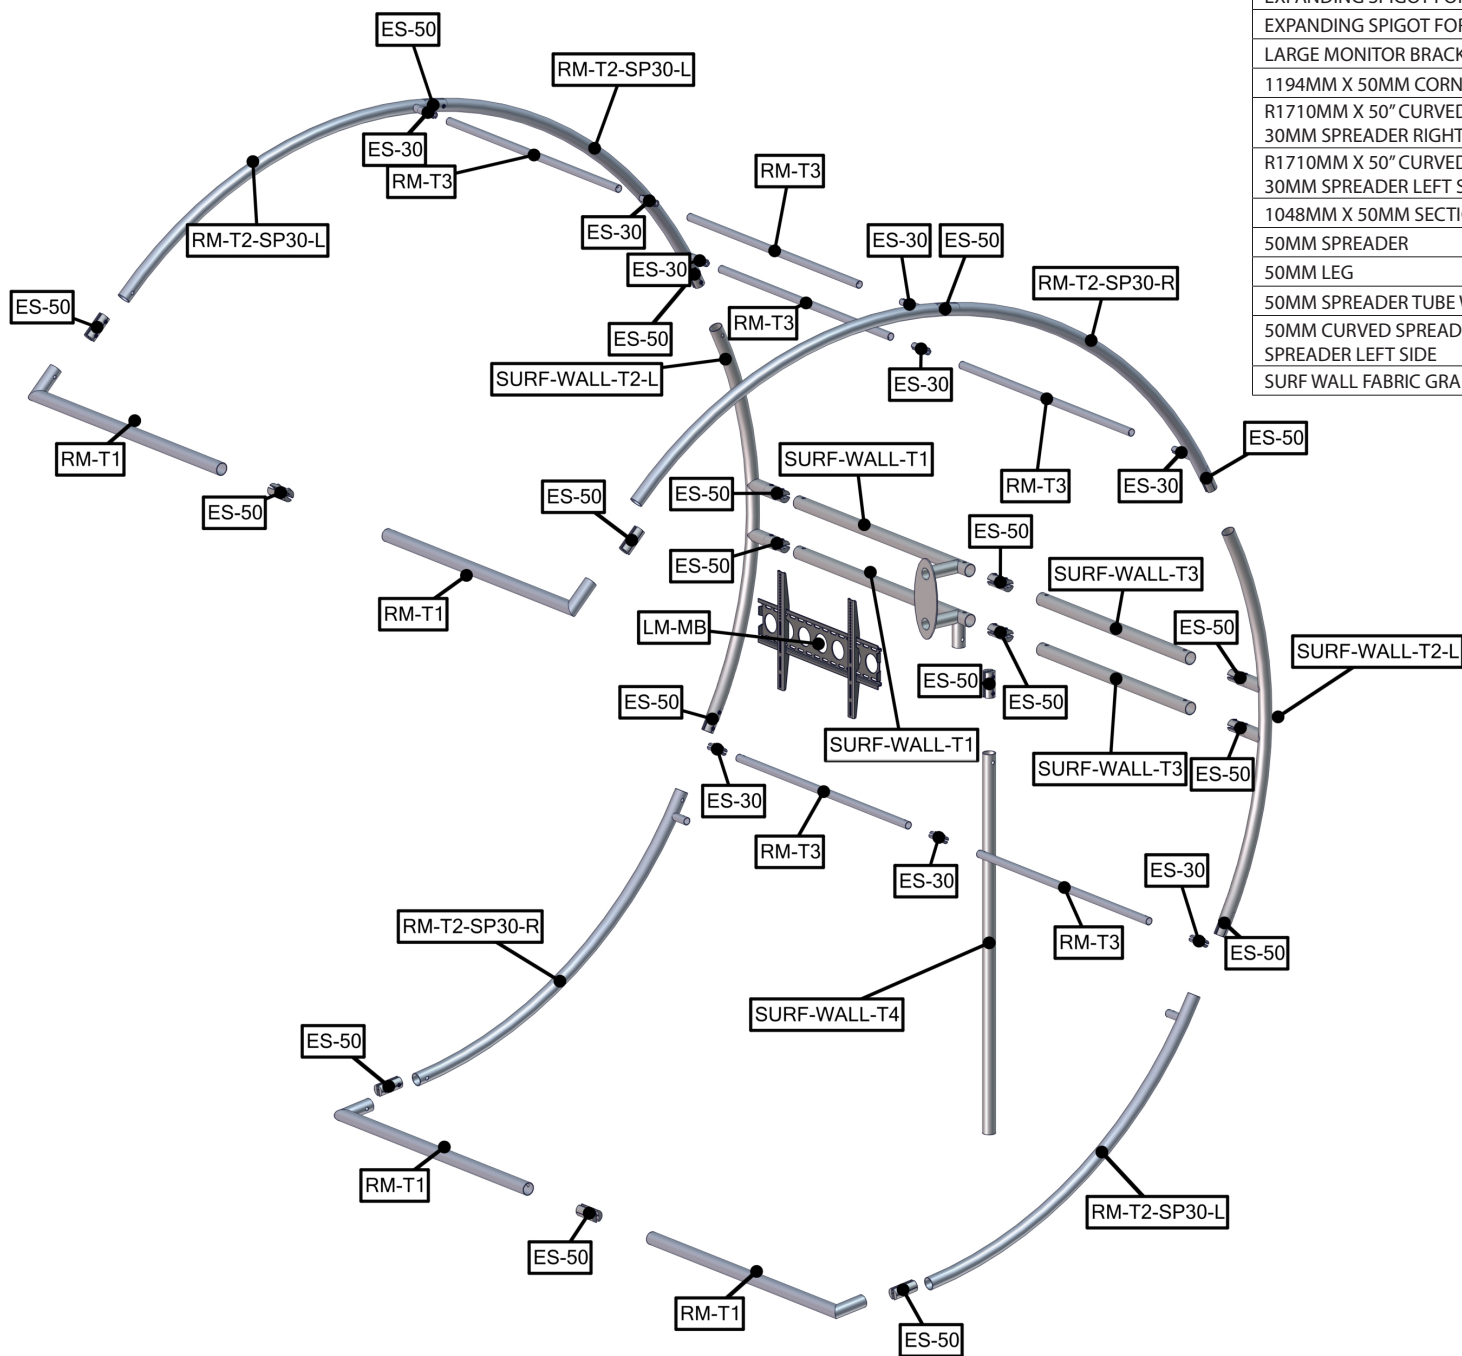 EXPANDING SPIGOT FOR
EXPANDING SPIGOT FOR
LARGE MONITOR BRACK
1194MM X 50MM CORN
R1710MM X 50” CURVED
30MM SPREADER RIGHT
R1710MM X 50” CURVED
30MM SPREADER LEFT S
1048MM X 50MM SECTI
50MM SPREADER
50MM LEG
50MM SPREADER TUBE
50MM CURVED SPREAD
SPREADER LEFT SIDE
SURF WALL FABRIC GRA
ES-50
RM-T2-SP30-L
ES-30
RM-T3
RM-T3
RM-T2-SP30-L
ES-30
ES-30
ES-50
ES-30
RM-T2-SP30-R
ES-50
RM-T3
ES-50
SURF-WALL-T2-L
ES-30
RM-T1
SURF-WALL-T1
ES-50
ES-50
ES-50
ES-50
RM-T3
ES-30
ES-50
ES-50
SURF-WALL-T3
RM-T1
LM-MB
ES-50
SURF-WALL-T2-L
ES-50
ES-50
ES-50
SURF-WALL-T1
SURF-WALL-T3
ES-50
ES-30
RM-T3
ES-30
ES-30
RM-T2-SP30-R
RM-T3
ES-50
SURF-WALL-T4
ES-50
RM-T1
RM-T2-SP30-L
ES-50
RM-T1
ES-50